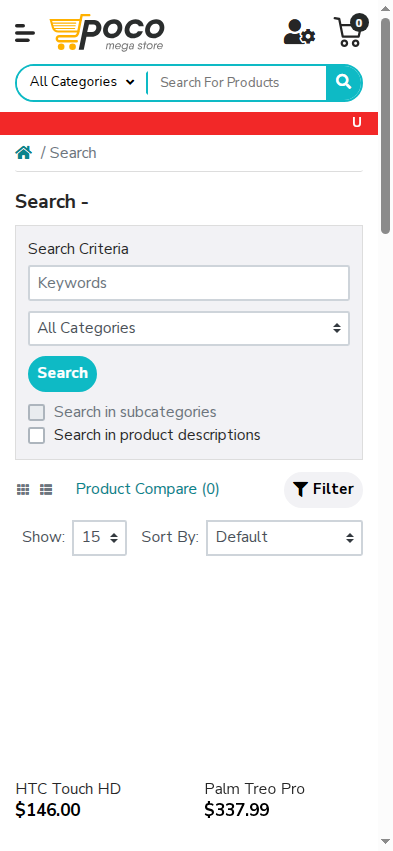 poco
mega store
0
All Categories
Search For Products
U
/ Search
Search -
Search Criteria
Keywords
All Categories
Search
Search in subcategories
Search in product descriptions
Product Compare (0)
Filter
Show:
15
Sort By:
Default
HTC Touch HD
$146.00
Palm Treo Pro
$337.99